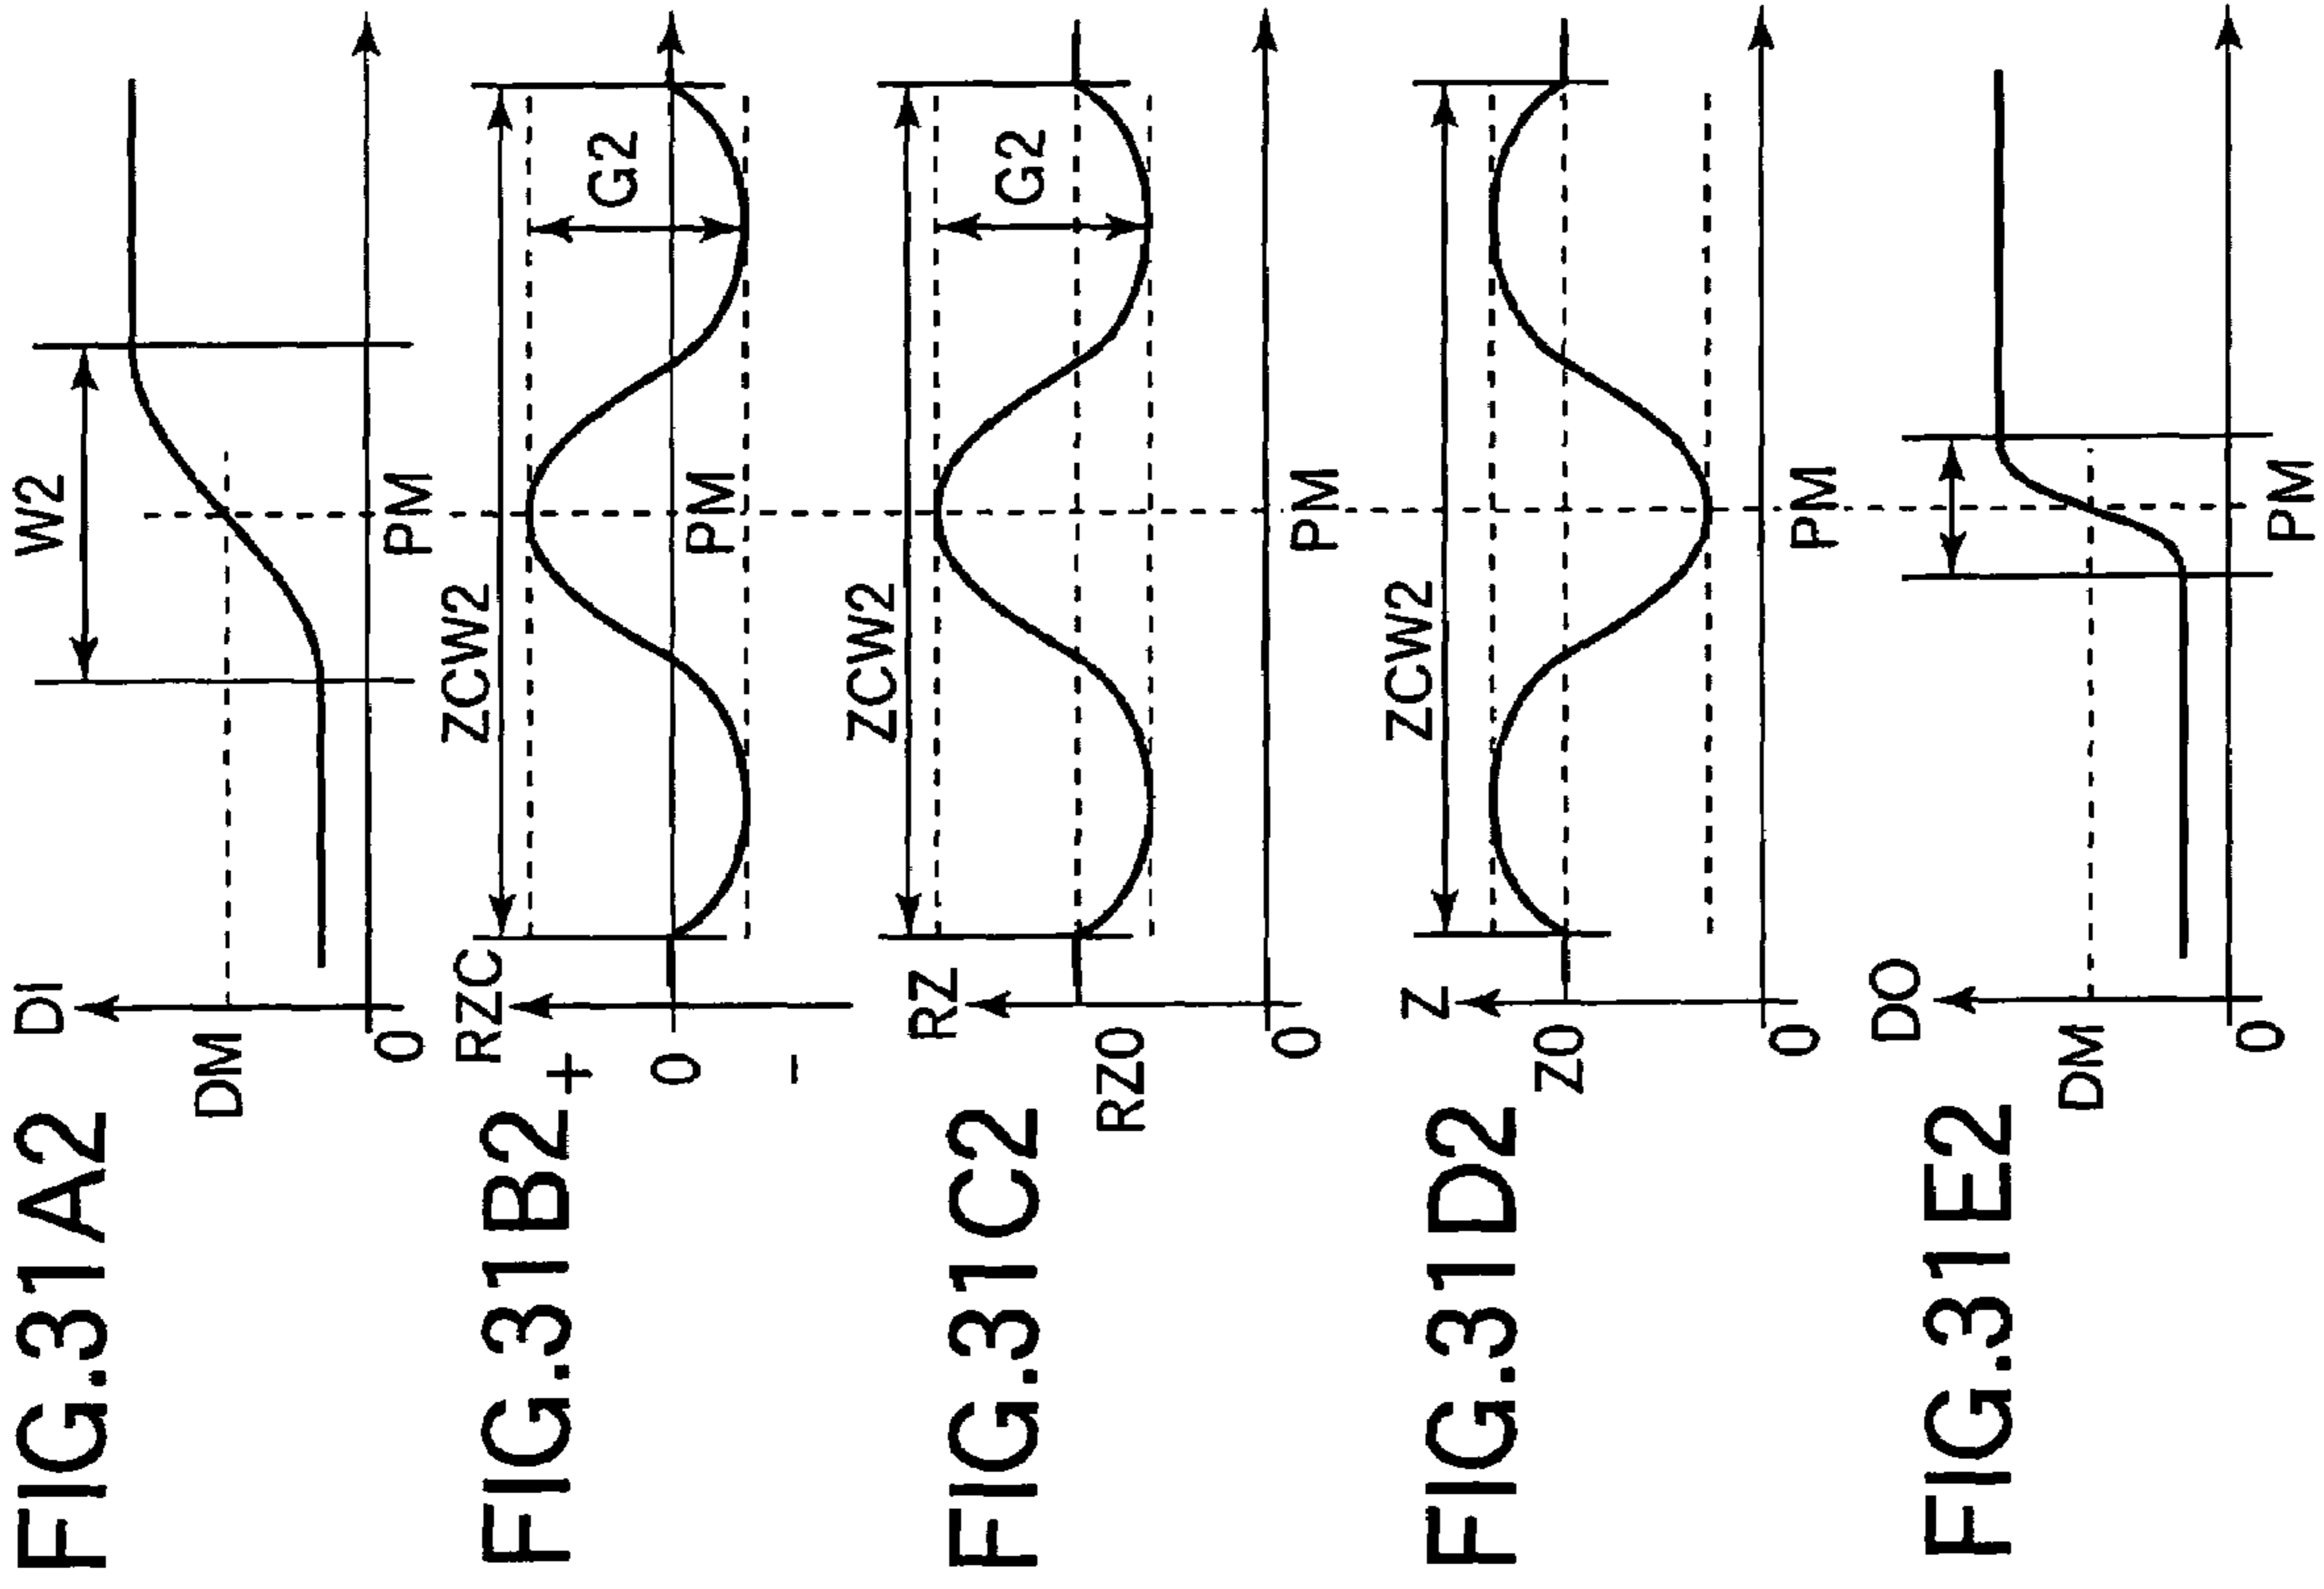 FIG.31A2
DI
W2
DM
0
PM
FIG.31B2
RZC
ZCW2
+
G2
0
PM
−
FIG.31C2
RZ
ZCW2
G2
RZ0
0
PM
FIG.31D2
Z
ZCW2
Z0
0
PM
FIG.31E2
DO
DM
0
PM